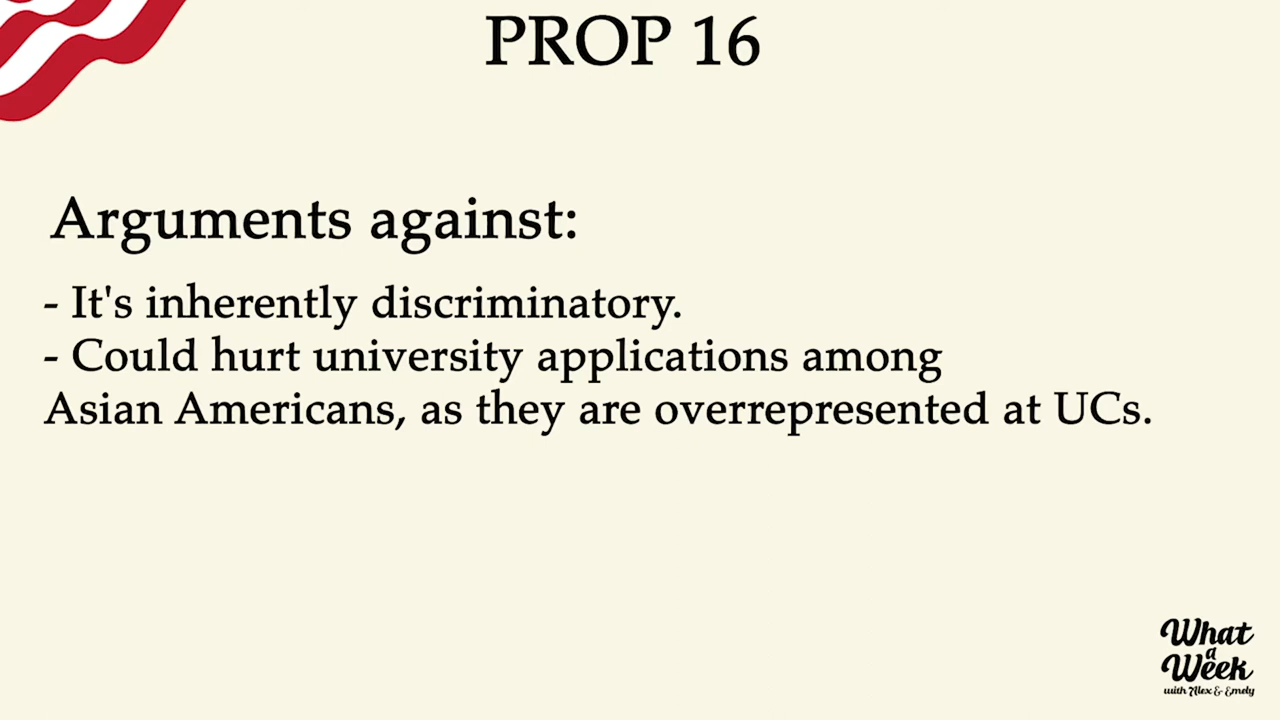 PROP 16
Arguments against:
- It's inherently discriminatory.
- Could hurt university applications among
Asian Americans, as they are overrepresented at UCs.
What
a
Week
with Alex & Emely